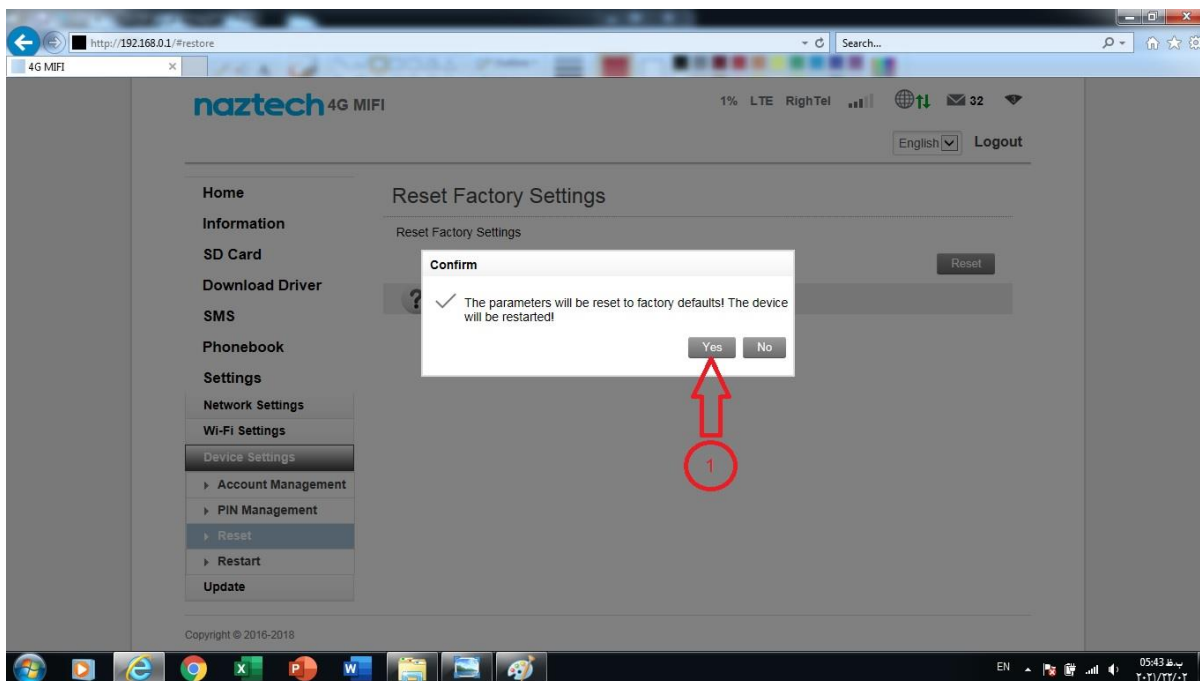 http://192.168.0.1/#restore
Search...
4G MIFI
naztech 4G MIFI
1% LTE RighTel 32
English Logout
Home
Information
SD Card
Download Driver
SMS
Phonebook
Settings
Network Settings
Wi-Fi Settings
Device Settings
Account Management
PIN Management
Reset
Restart
Update
Reset Factory Settings
Reset Factory Settings
Reset
?
Confirm
The parameters will be reset to factory defaults! The device
will be restarted!
Yes No
1
Copyright © 2016-2018
EN
05:43 ب.ظ
۲۰۲۱/۲۲/۰۲